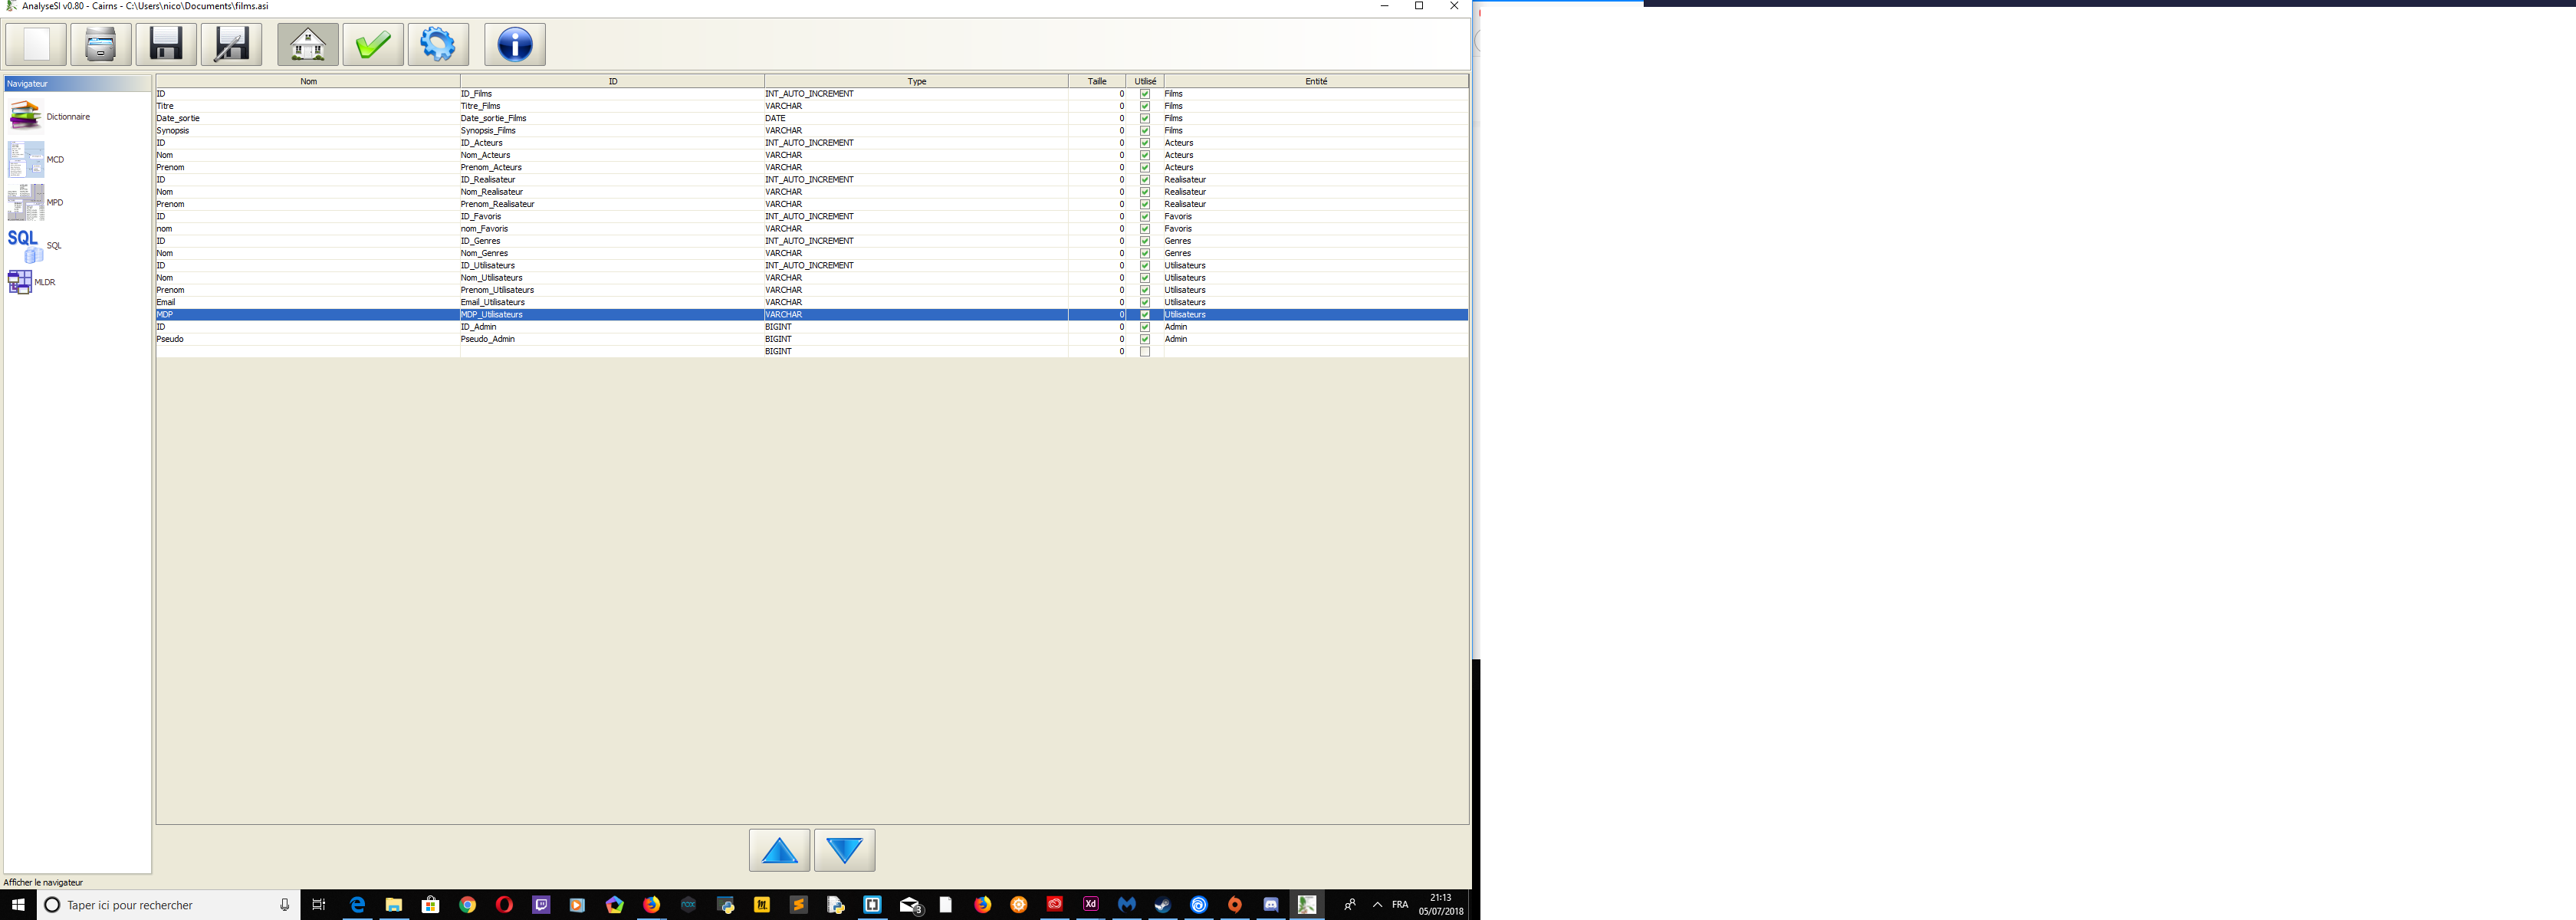 AnalyseSI v0.80 - Cairns - C:\Users\nico\Documents\films.asi
Navigateur
Dictionnaire
MCD
MPD
SQL SQL
MLDR
Nom ID Type Taille Utilisé Entité
ID ID_Films INT_AUTO_INCREMENT 0 Films
Titre Titre_Films VARCHAR 0 Films
Date_sortie Date_sortie_Films DATE 0 Films
Synopsis Synopsis_Films VARCHAR 0 Films
ID ID_Acteurs INT_AUTO_INCREMENT 0 Acteurs
Nom Nom_Acteurs VARCHAR 0 Acteurs
Prenom Prenom_Acteurs VARCHAR 0 Acteurs
ID ID_Realisateur INT_AUTO_INCREMENT 0 Realisateur
Nom Nom_Realisateur VARCHAR 0 Realisateur
Prenom Prenom_Realisateur VARCHAR 0 Realisateur
ID ID_Favoris INT_AUTO_INCREMENT 0 Favoris
nom nom_Favoris VARCHAR 0 Favoris
ID ID_Genres INT_AUTO_INCREMENT 0 Genres
Nom Nom_Genres VARCHAR 0 Genres
ID ID_Utilisateurs INT_AUTO_INCREMENT 0 Utilisateurs
Nom Nom_Utilisateurs VARCHAR 0 Utilisateurs
Prenom Prenom_Utilisateurs VARCHAR 0 Utilisateurs
Email Email_Utilisateurs VARCHAR 0 Utilisateurs
MDP MDP_Utilisateurs VARCHAR 0 Utilisateurs
ID ID_Admin BIGINT 0 Admin
Pseudo Pseudo_Admin BIGINT 0 Admin
BIGINT 0
Afficher le navigateur
Taper ici pour rechercher
Xd
3
FRA
21:13
05/07/2018